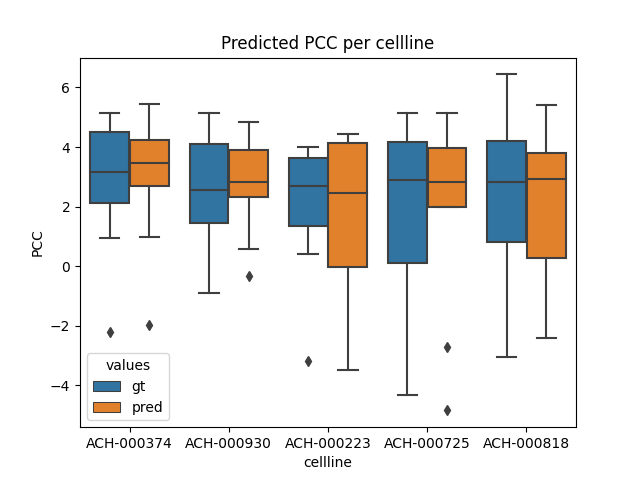 Predicted PCC per cellline
PCC
6
4
2
0
−2
−4
values
gt
pred
ACH-000374 ACH-000930 ACH-000223 ACH-000725 ACH-000818
cellline